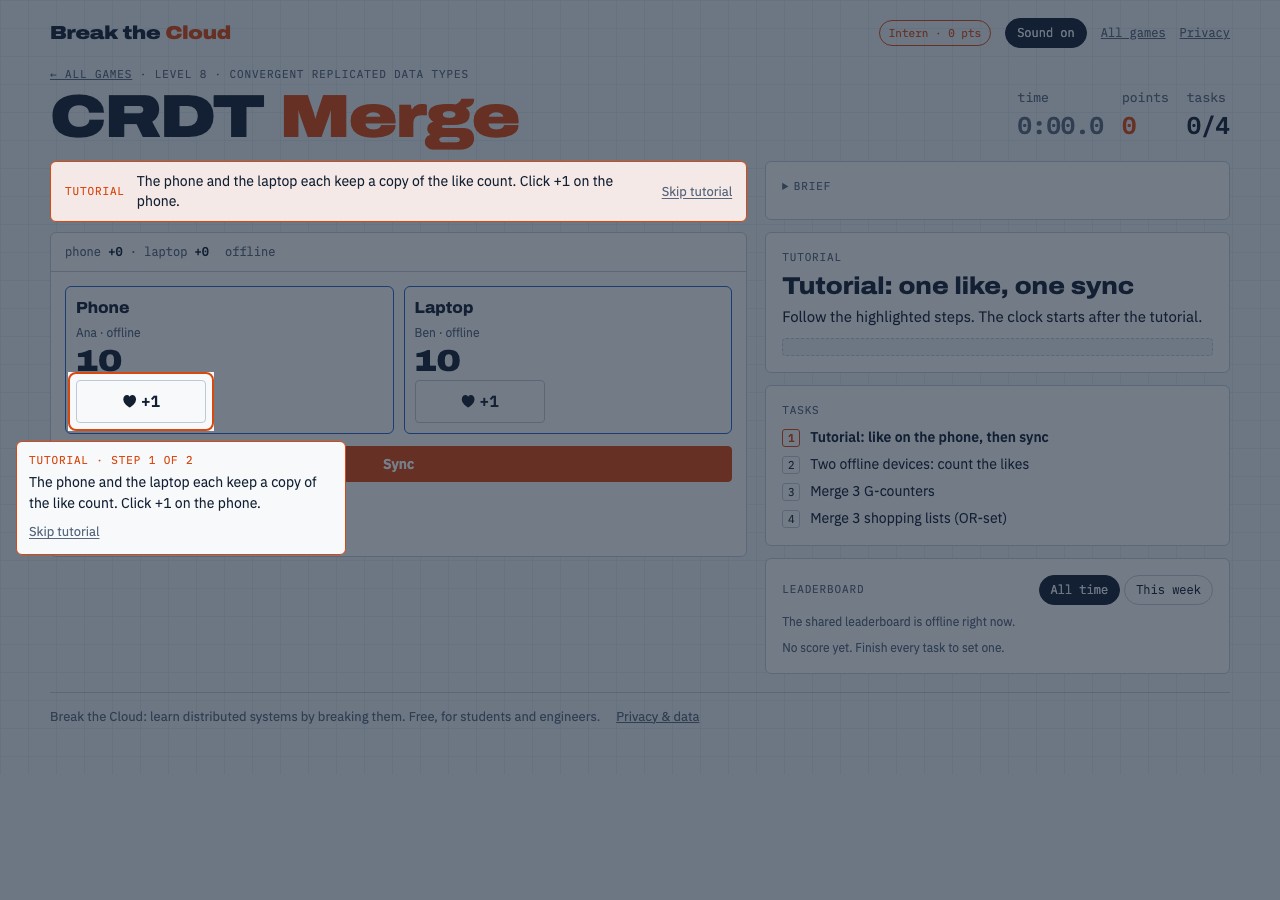 Break the Cloud
Intern · 0 pts
Sound on
All games
Privacy
← ALL GAMES · LEVEL 8 · CONVERGENT REPLICATED DATA TYPES
CRDT Merge
time
points
tasks
0:00.0
0
0/4
TUTORIAL
The phone and the laptop each keep a copy of the like count. Click +1 on the
phone.
Skip tutorial
phone +0 · laptop +0 offline
Phone
Ana · offline
10
♥ +1
Laptop
Ben · offline
10
♥ +1
Sync
TUTORIAL · STEP 1 OF 2
The phone and the laptop each keep a copy of
the like count. Click +1 on the phone.
Skip tutorial
▶ BRIEF
TUTORIAL
Tutorial: one like, one sync
Follow the highlighted steps. The clock starts after the tutorial.
TASKS
1 Tutorial: like on the phone, then sync
2 Two offline devices: count the likes
3 Merge 3 G-counters
4 Merge 3 shopping lists (OR-set)
LEADERBOARD
All time
This week
The shared leaderboard is offline right now.
No score yet. Finish every task to set one.
Break the Cloud: learn distributed systems by breaking them. Free, for students and engineers.
Privacy & data